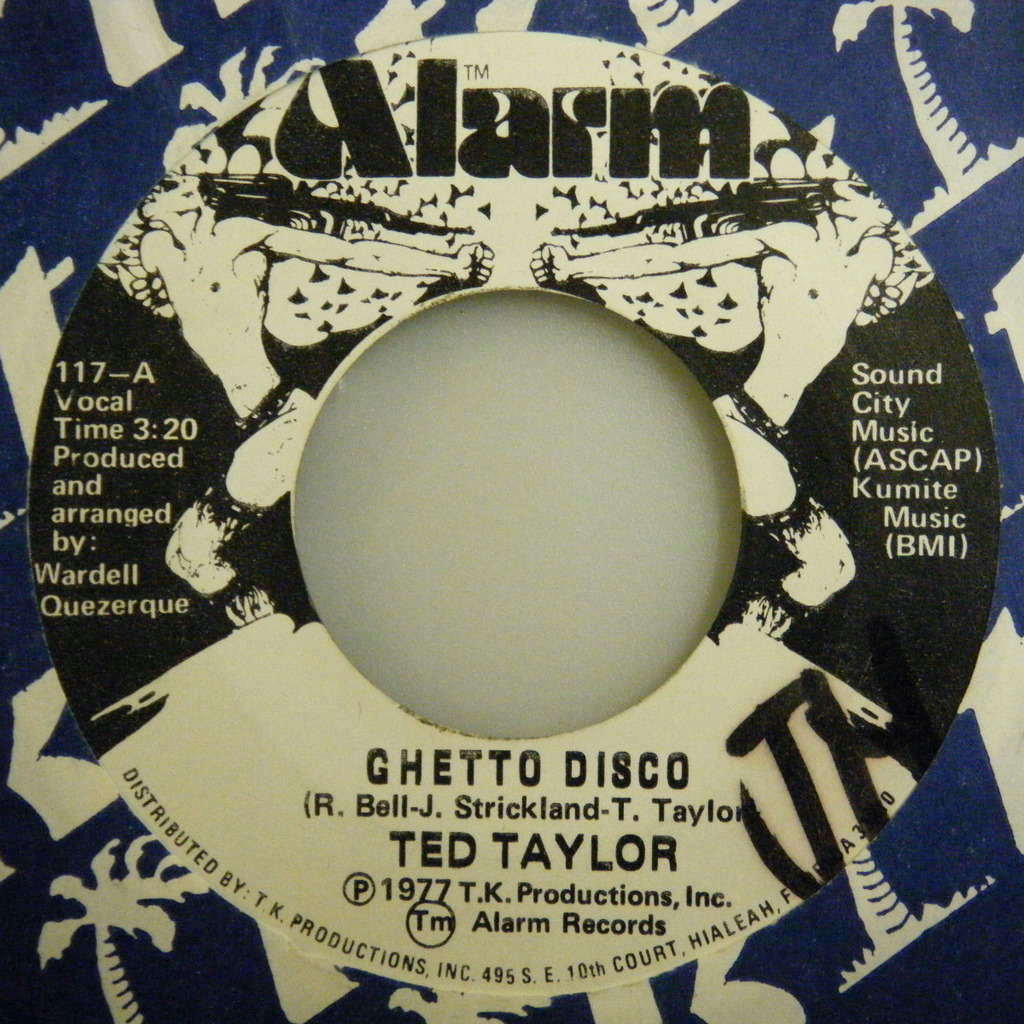 Alarm™
117-A
Vocal
Time 3:20
Produced
and
arranged
by:
Wardell
Quezerque
Sound
City
Music
(ASCAP)
Kumite
Music
(BMI)
GHETTO DISCO
(R. Bell-J. Strickland-T. Taylor
TED TAYLOR
Ⓟ 1977 T.K. Productions, Inc.
Tm Alarm Records
DISTRIBUTED BY: T.K. PRODUCTIONS, INC. 495 S. E. 10th COURT, HIALEAH,